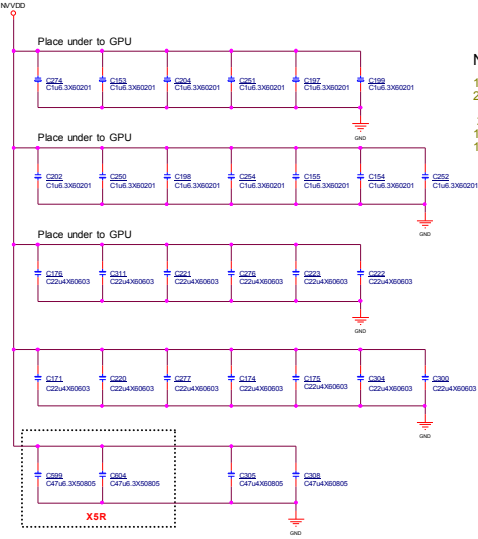 NVVDD
Place under to GPU
C274 C153 C204 C251 C197 C199
C1u6.3X60201 C1u6.3X60201 C1u6.3X60201 C1u6.3X60201 C1u6.3X60201 C1u6.3X60201
GND
Place under to GPU
C202 C250 C198 C254 C155 C154 C252
C1u6.3X60201 C1u6.3X60201 C1u6.3X60201 C1u6.3X60201 C1u6.3X60201 C1u6.3X60201 C1u6.3X60201
GND
Place under to GPU
C176 C311 C221 C276 C223 C222
C22u4X60603 C22u4X60603 C22u4X60603 C22u4X60603 C22u4X60603 C22u4X60603
GND
C171 C220 C277 C174 C175 C304 C300
C22u4X60603 C22u4X60603 C22u4X60603 C22u4X60603 C22u4X60603 C22u4X60603 C22u4X60603
GND
C599 C604 C305 C308
C47u6.3X50805 C47u6.3X50805 C47u4X60805 C47u4X60805
X5R
GND